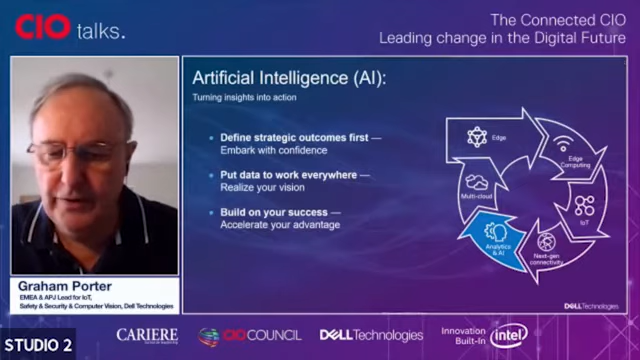 CIO talks.
The Connected CIO
Leading change in the Digital Future
Artificial Intelligence (AI):
Turning insights into action
Define strategic outcomes first —
Embark with confidence
Put data to work everywhere —
Realize your vision
Build on your success —
Accelerate your advantage
Edge
Edge
Computing
IoT
Next-gen
connectivity
Analytics
& AI
Multi-cloud
DELLTechnologies
Graham Porter
EMEA & APJ Lead for IoT,
Safety & Security & Computer Vision, Dell Technologies
STUDIO 2
CARIERE
CIOCOUNCIL
DELLTechnologies
Innovation
Built-In
intel